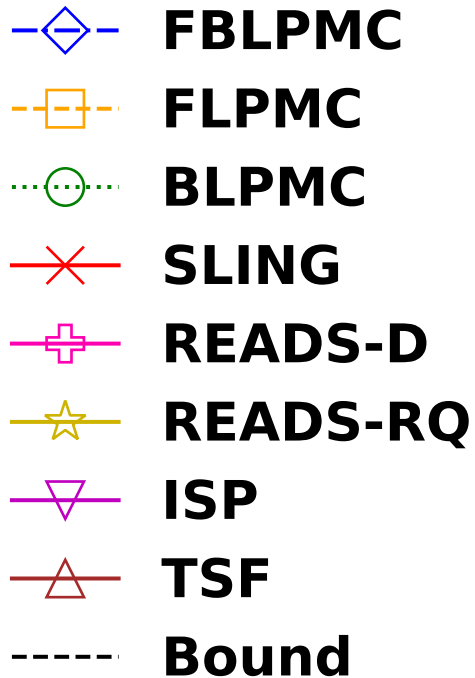 FBLPMC
FLPMC
BLPMC
SLING
READS-D
READS-RQ
ISP
TSF
Bound